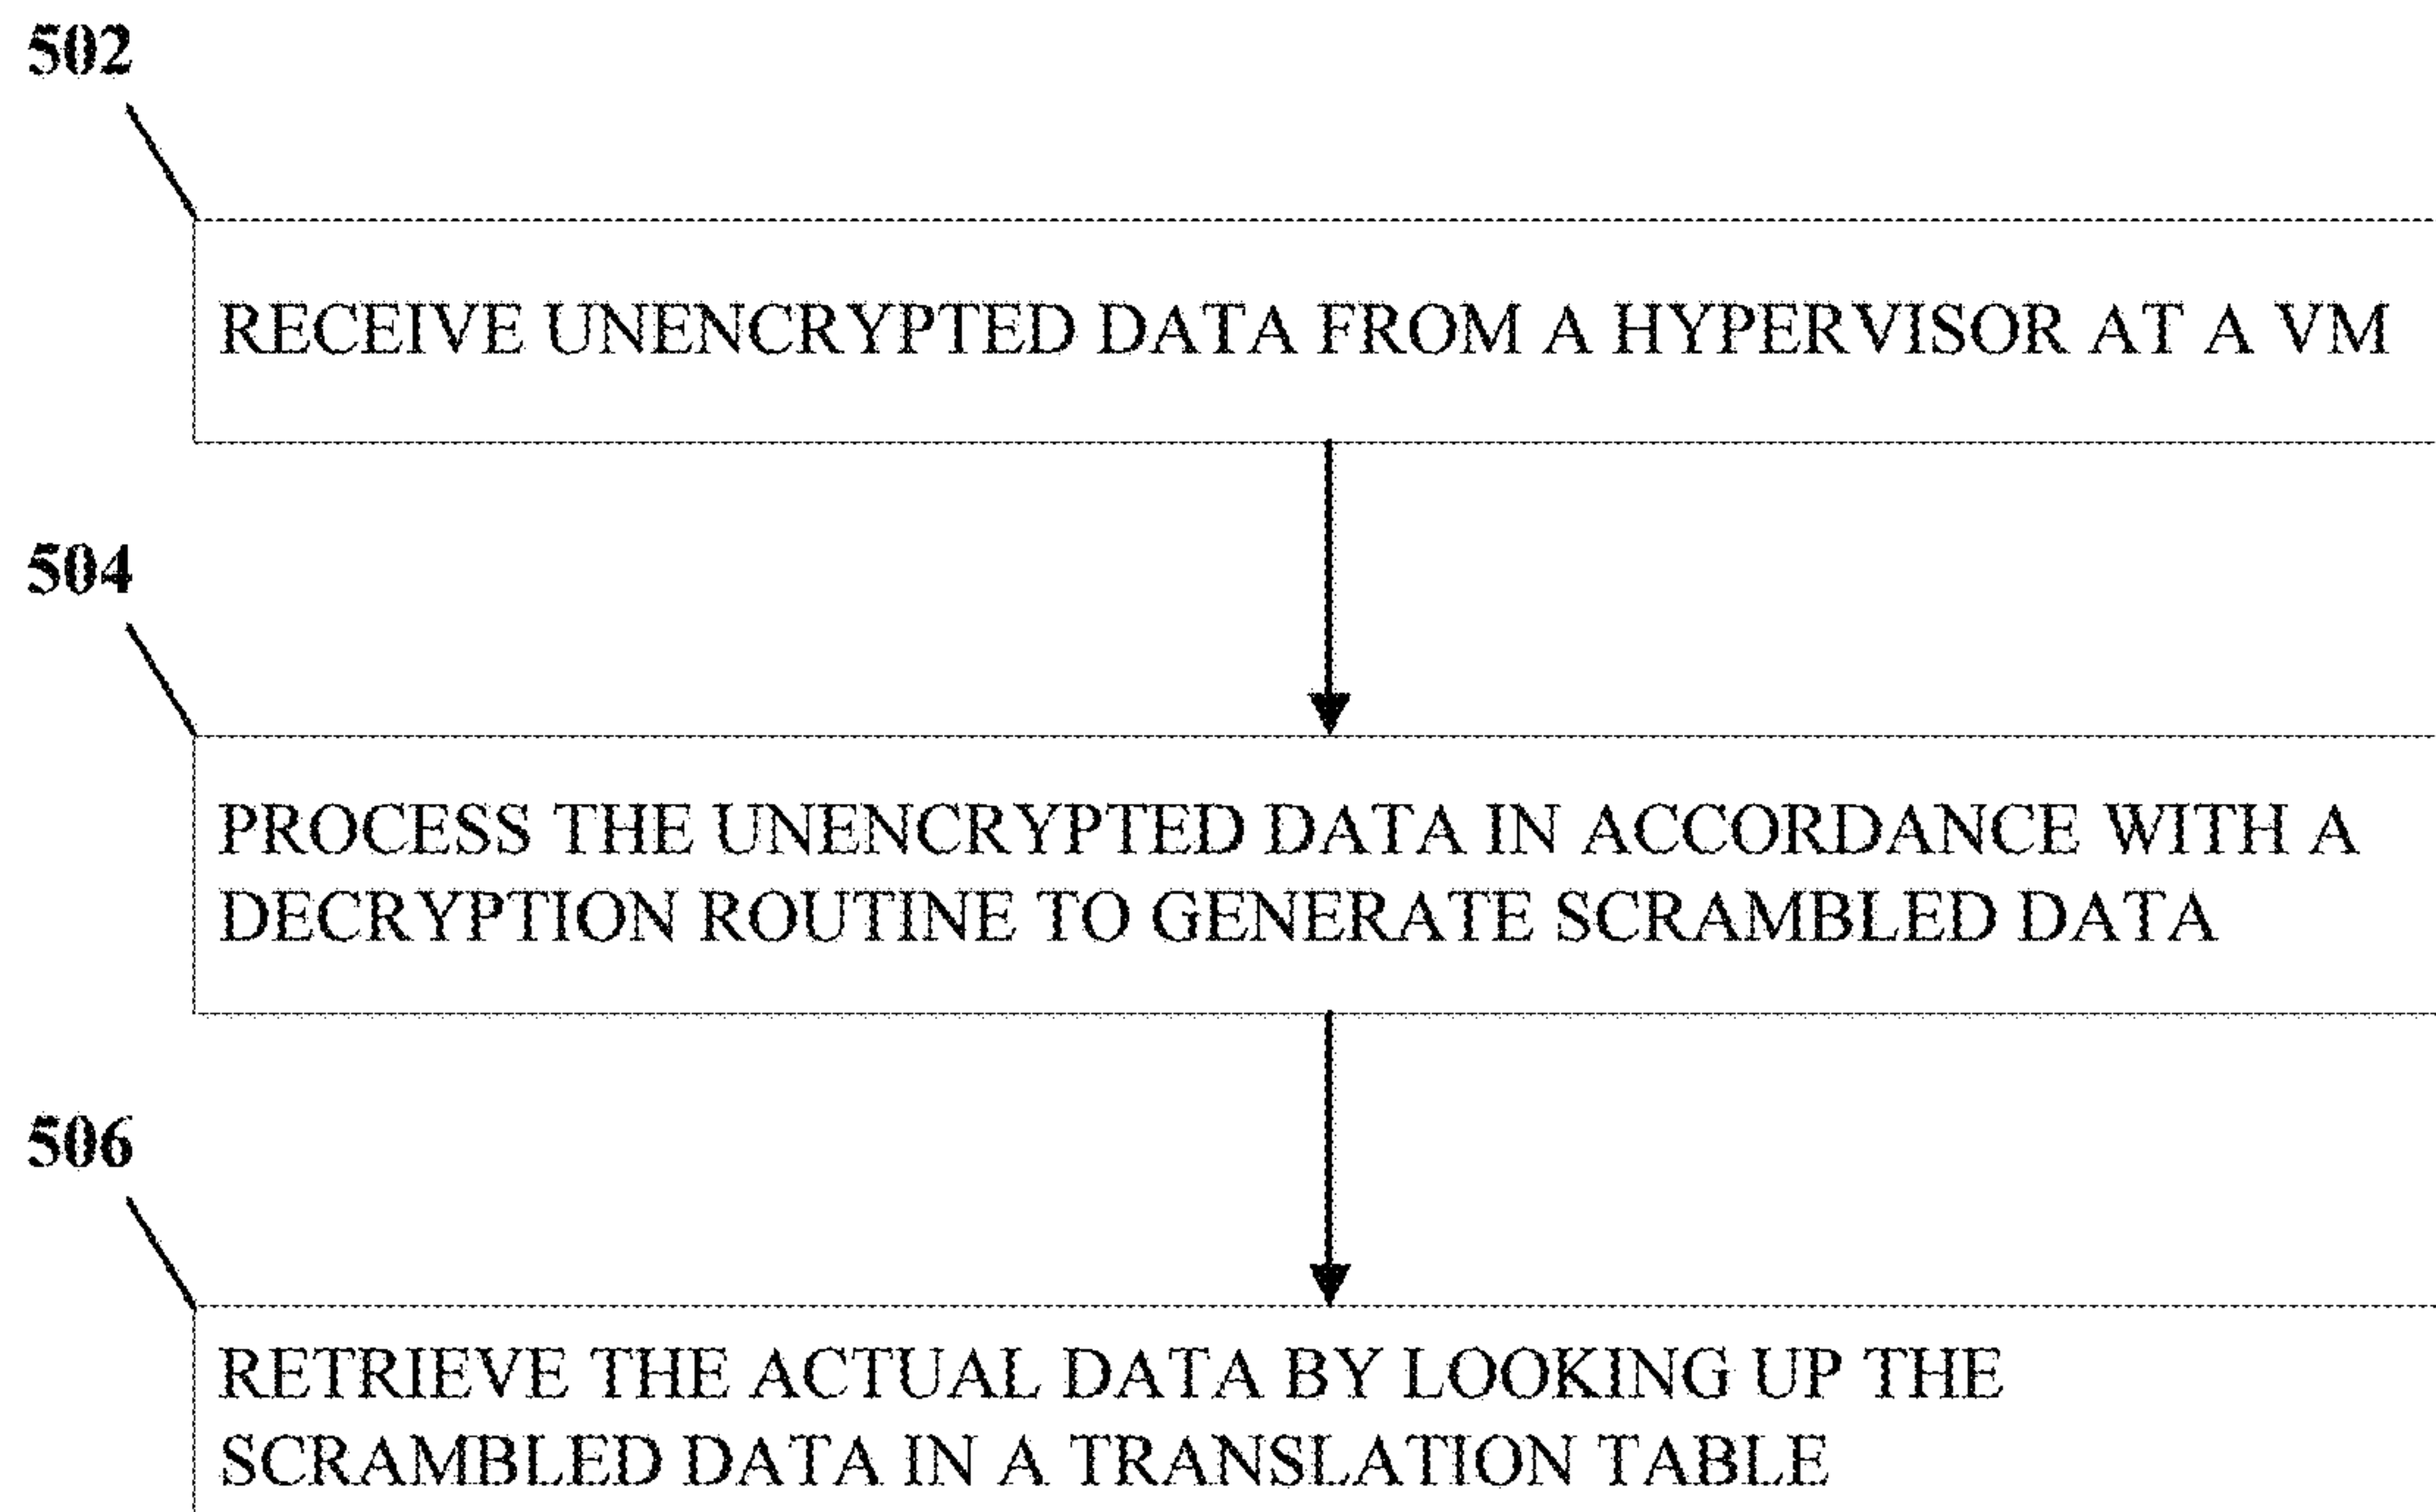 502
RECEIVE UNENCRYPTED DATA FROM A HYPERVISOR AT A VM
504
PROCESS THE UNENCRYPTED DATA IN ACCORDANCE WITH A
DECRYPTION ROUTINE TO GENERATE SCRAMBLED DATA
506
RETRIEVE THE ACTUAL DATA BY LOOKING UP THE
SCRAMBLED DATA IN A TRANSLATION TABLE